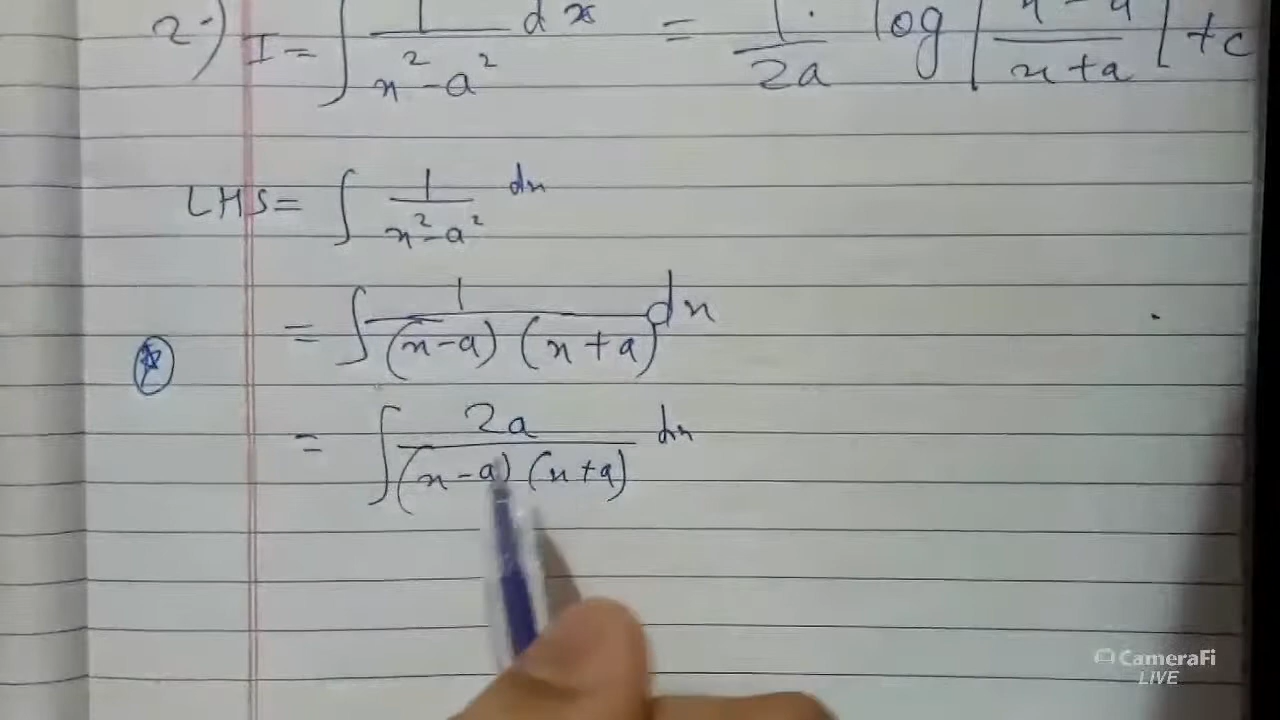 2.) I = ∫ 1/(x² - a²) dx = 1/2a . log |(x - a)/(x + a)| + c
LHS = ∫ 1/(x² - a²) dx
= ∫ 1/((x-a) (x+a)) dx
= ∫ 2a/((x-a) (x+a)) dx
CameraFi
LIVE